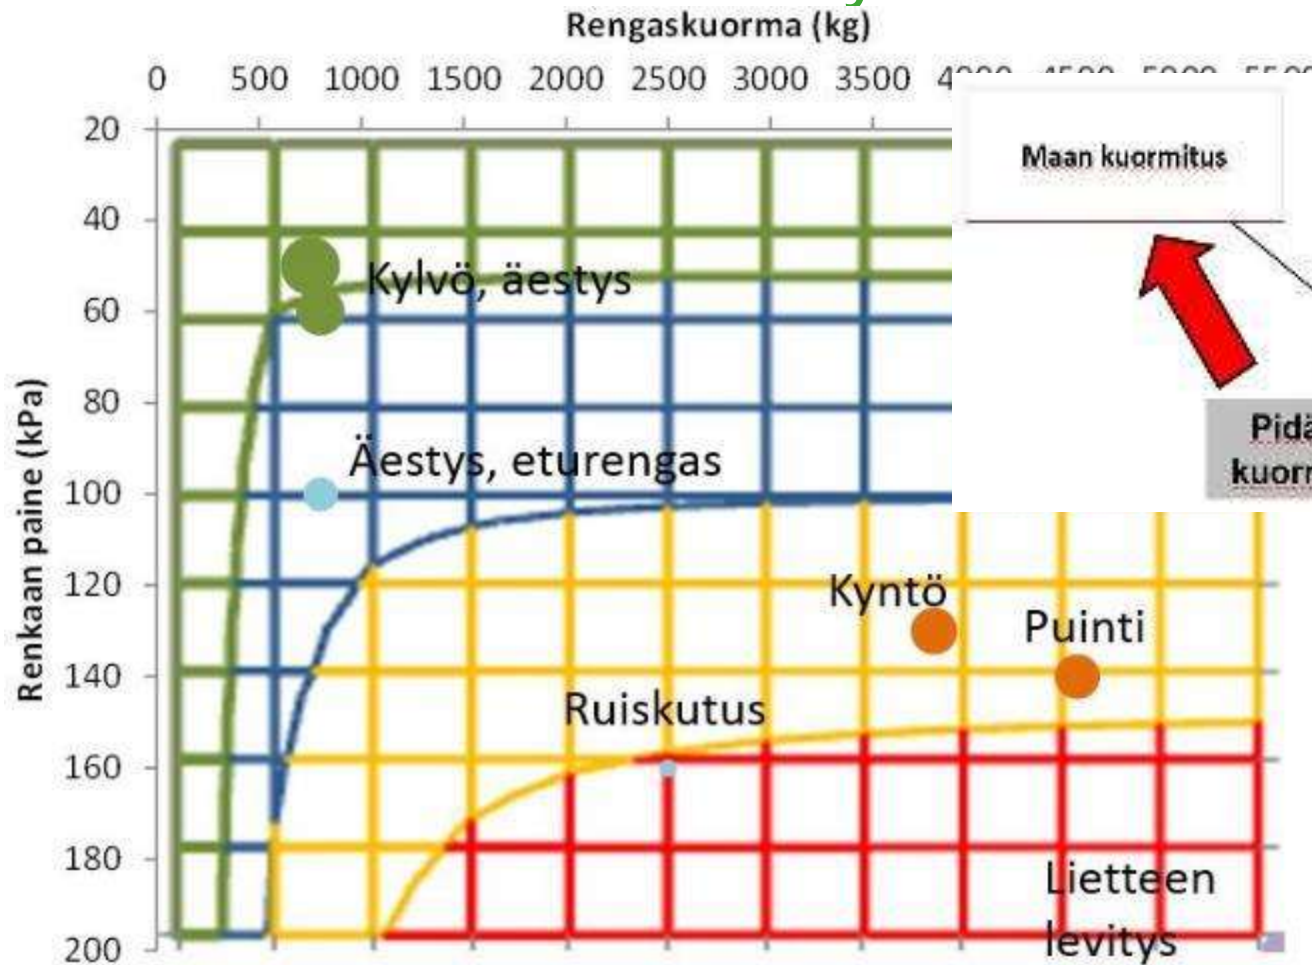 Rengaskuorma (kg)
0 500 1000 1500 2000 2500 3000 3500
20
40
60
80
100
120
140
160
180
200
Renkaan paine (kPa)
Maan kuormitus
Kylvö, äestys
Äestys, eturengas
Kyntö
Puinti
Ruiskutus
Lietteen
levitys